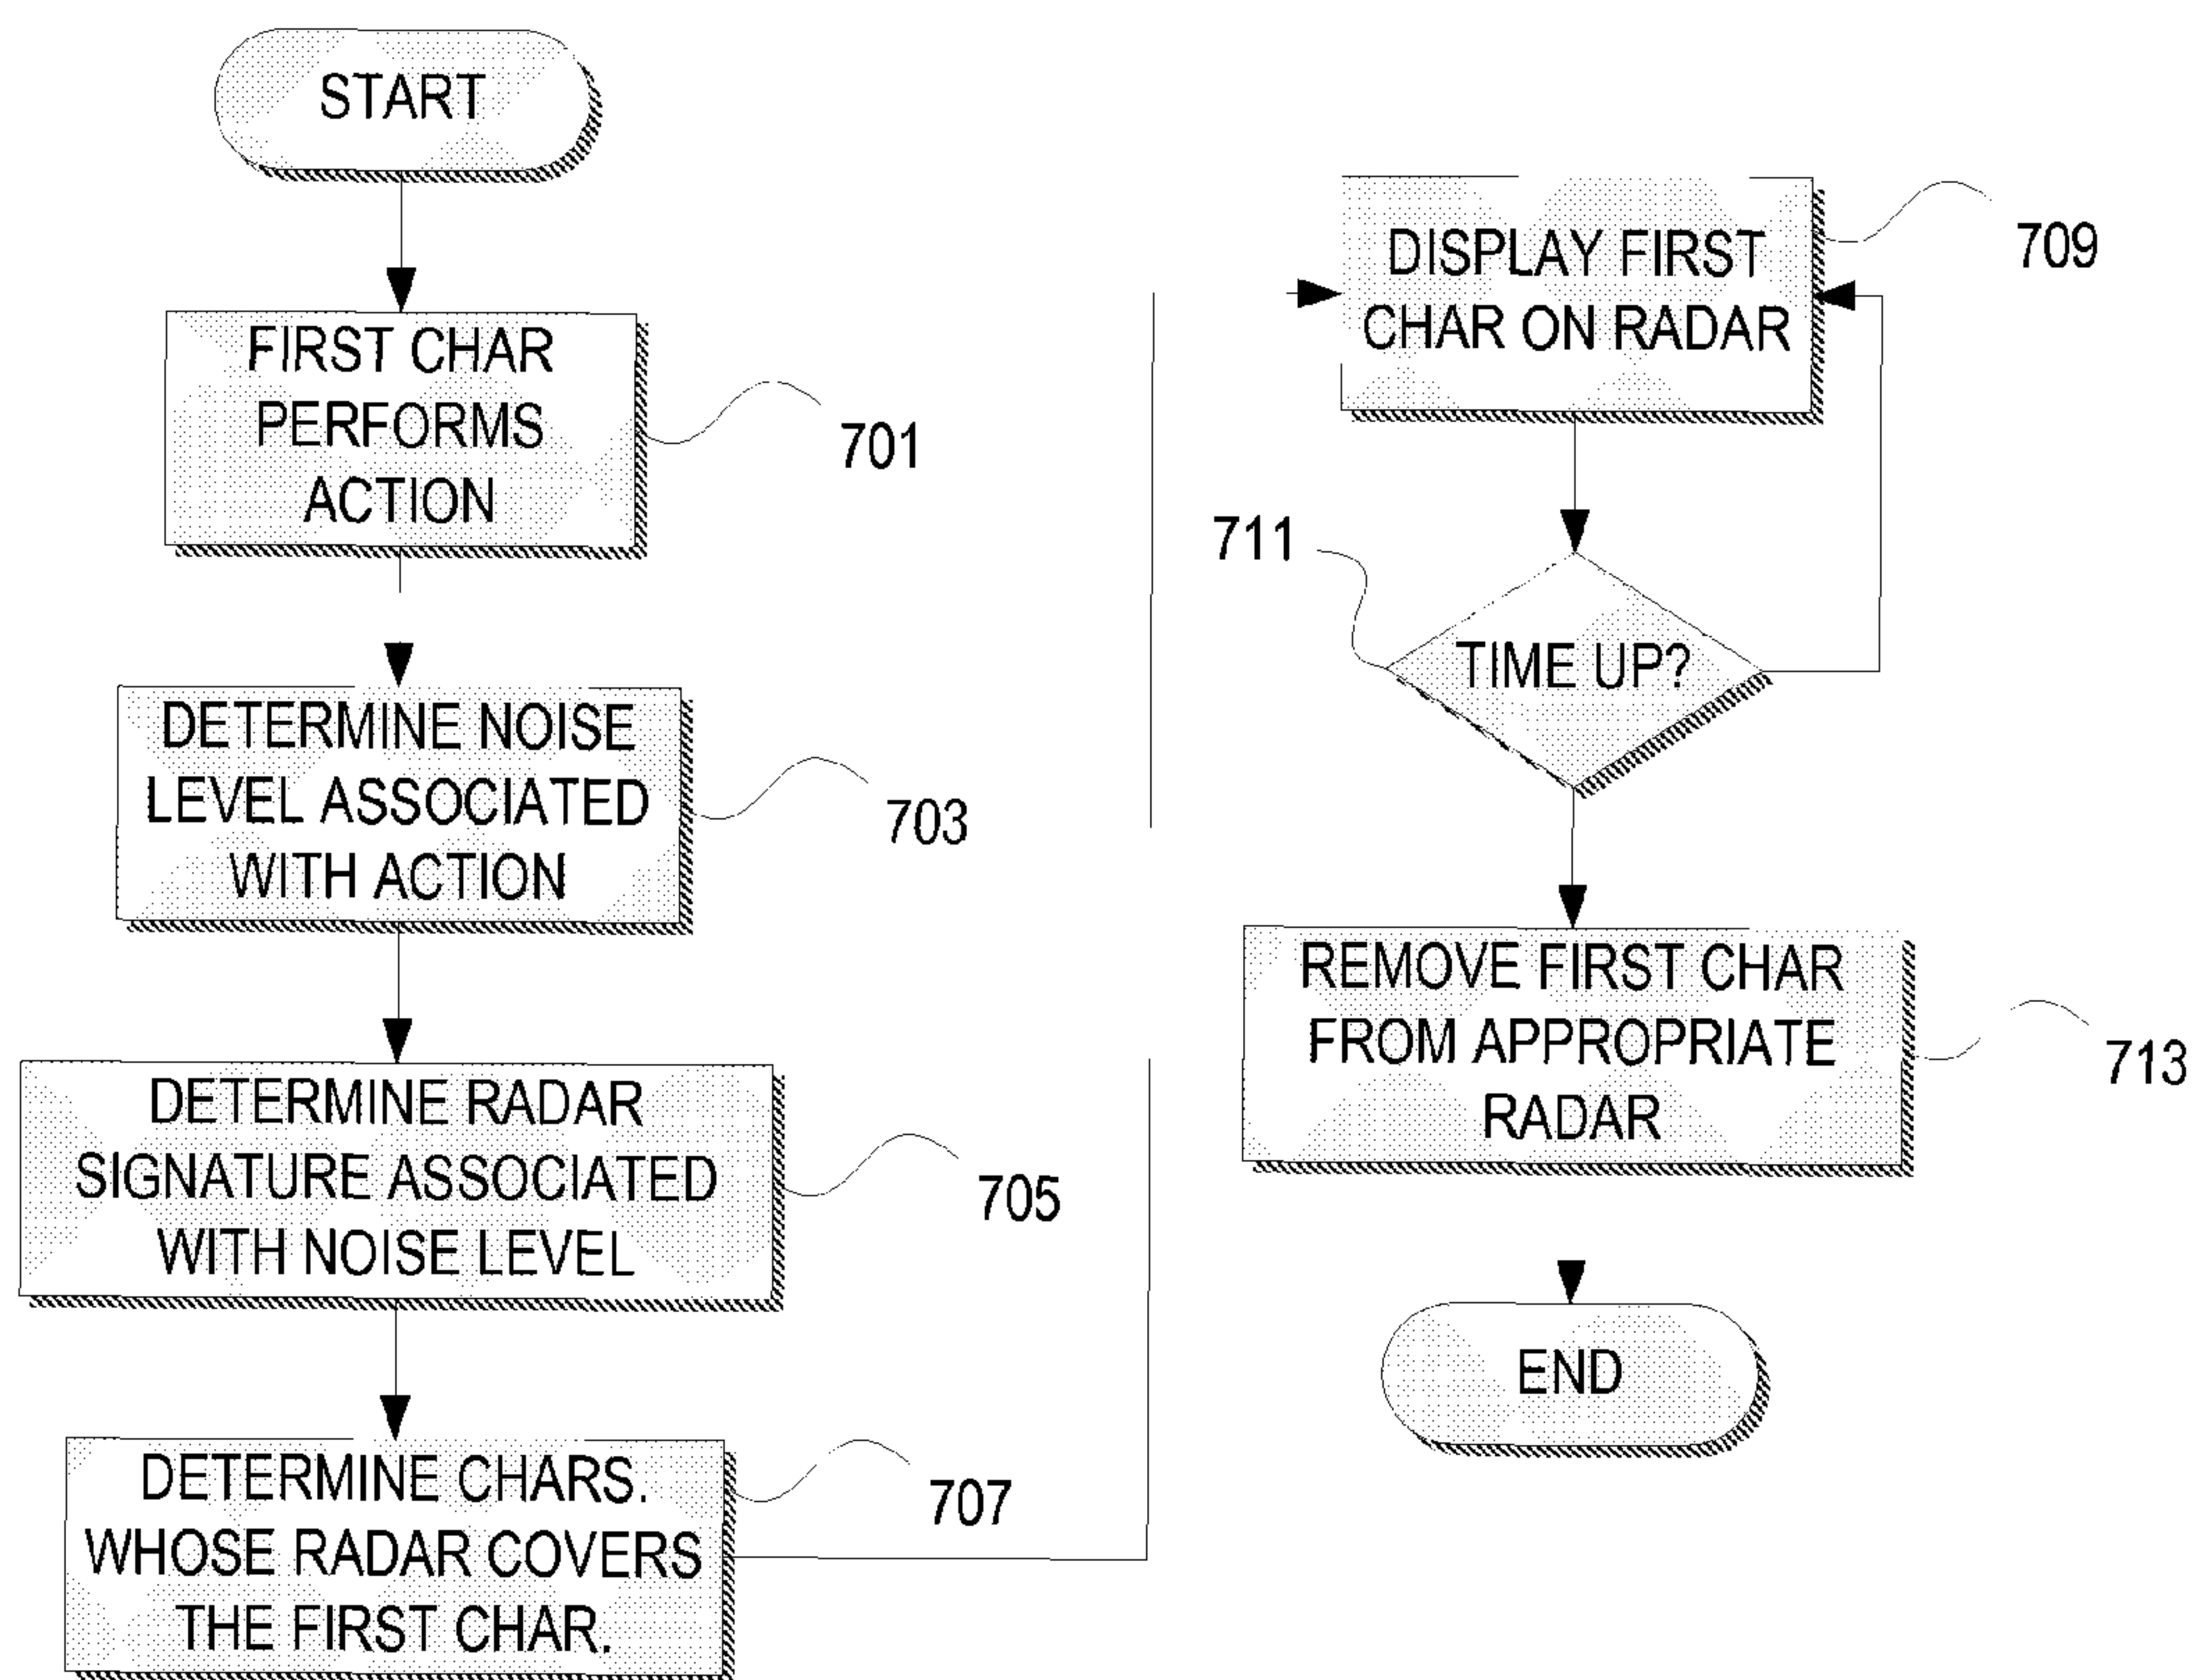 START
FIRST CHAR
PERFORMS
ACTION
701
DETERMINE NOISE
LEVEL ASSOCIATED
WITH ACTION
703
DETERMINE RADAR
SIGNATURE ASSOCIATED
WITH NOISE LEVEL
705
DETERMINE CHARS.
WHOSE RADAR COVERS
THE FIRST CHAR.
707
DISPLAY FIRST
CHAR ON RADAR
709
711
TIME UP?
REMOVE FIRST CHAR
FROM APPROPRIATE
RADAR
713
END